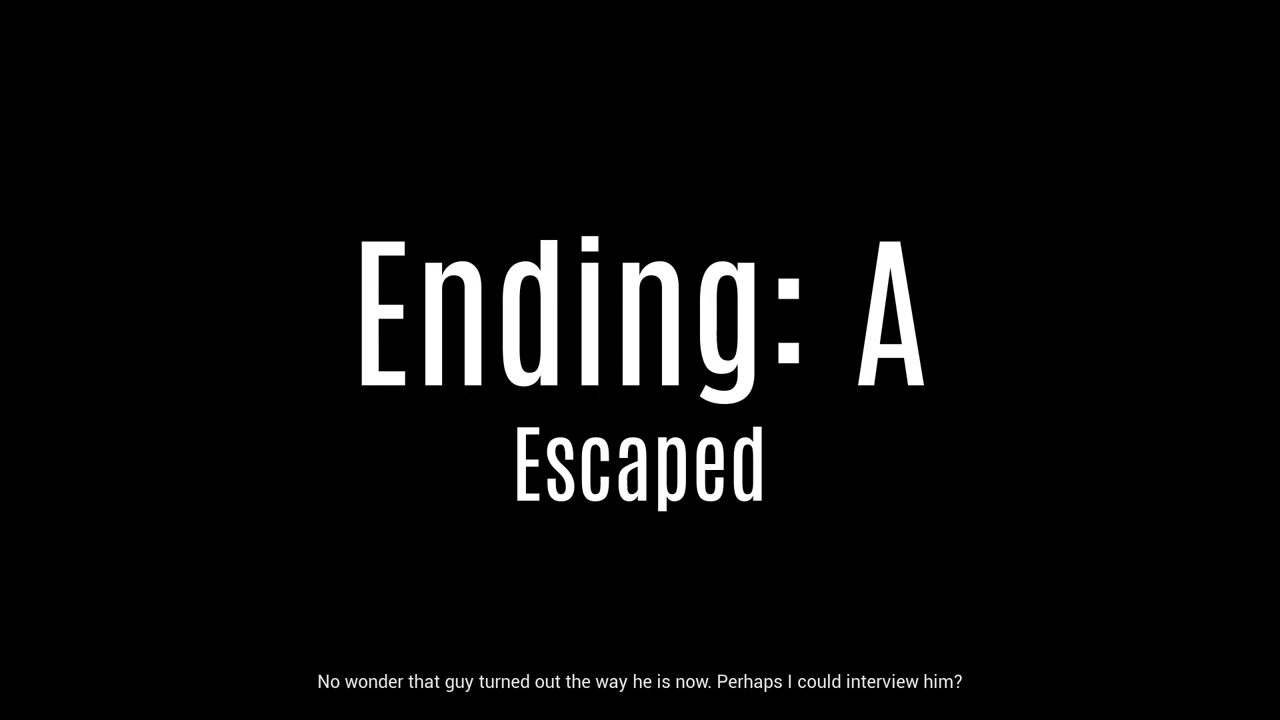 Ending: A
Escaped
No wonder that guy turned out the way he is now. Perhaps I could interview him?